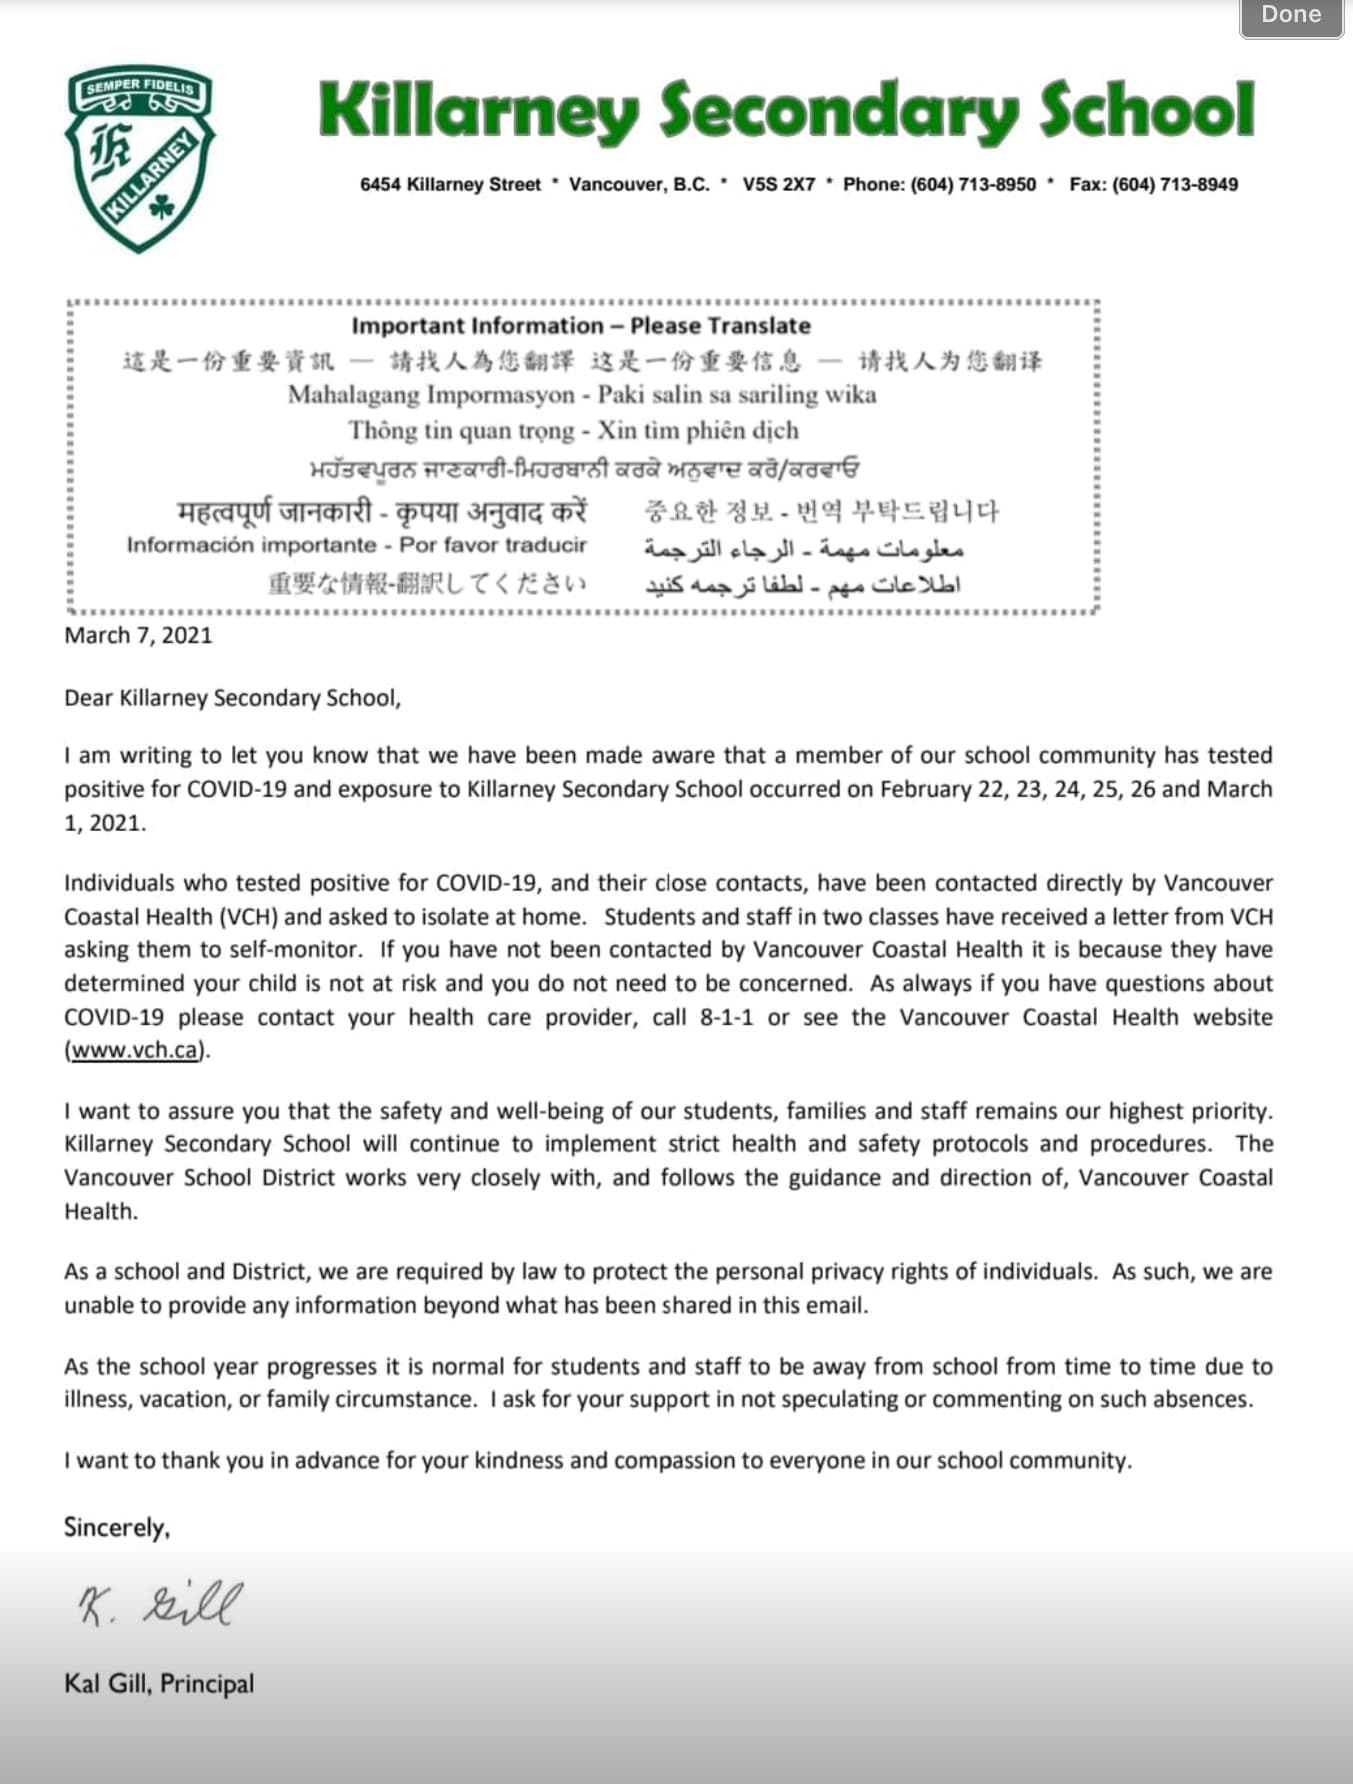 Done
SEMPER FIDELIS
K
KILLARNEY
Killarney Secondary School
6454 Killarney Street * Vancouver, B.C. * V5S 2X7 * Phone: (604) 713-8950 * Fax: (604) 713-8949
Important Information – Please Translate
這是一份重要資訊 — 請找人為您翻譯 这是一份重要信息 — 请找人为您翻译
Mahalagang Impormasyon - Paki salin sa sariling wika
Thông tin quan trọng - Xin tìm phiên dịch
ਮਹੱਤਵਪੂਰਨ ਜਾਣਕਾਰੀ-ਮਿਹਰਬਾਨੀ ਕਰਕੇ ਅਨੁਵਾਦ ਕਰੋ/ਕਰਵਾਓ
महत्वपूर्ण जानकारी - कृपया अनुवाद करें 중요한 정보 - 번역 부탁드립니다
Información importante - Por favor traducir معلومات مهمة - الرجاء الترجمة
重要な情報-翻訳してください اطلاعات مهم - لطفا ترجمه کنید
March 7, 2021
Dear Killarney Secondary School,
I am writing to let you know that we have been made aware that a member of our school community has tested
positive for COVID-19 and exposure to Killarney Secondary School occurred on February 22, 23, 24, 25, 26 and March
1, 2021.
Individuals who tested positive for COVID-19, and their close contacts, have been contacted directly by Vancouver
Coastal Health (VCH) and asked to isolate at home. Students and staff in two classes have received a letter from VCH
asking them to self-monitor. If you have not been contacted by Vancouver Coastal Health it is because they have
determined your child is not at risk and you do not need to be concerned. As always if you have questions about
COVID-19 please contact your health care provider, call 8-1-1 or see the Vancouver Coastal Health website
(www.vch.ca).
I want to assure you that the safety and well-being of our students, families and staff remains our highest priority.
Killarney Secondary School will continue to implement strict health and safety protocols and procedures. The
Vancouver School District works very closely with, and follows the guidance and direction of, Vancouver Coastal
Health.
As a school and District, we are required by law to protect the personal privacy rights of individuals. As such, we are
unable to provide any information beyond what has been shared in this email.
As the school year progresses it is normal for students and staff to be away from school from time to time due to
illness, vacation, or family circumstance. I ask for your support in not speculating or commenting on such absences.
I want to thank you in advance for your kindness and compassion to everyone in our school community.
Sincerely,
K. Gill
Kal Gill, Principal